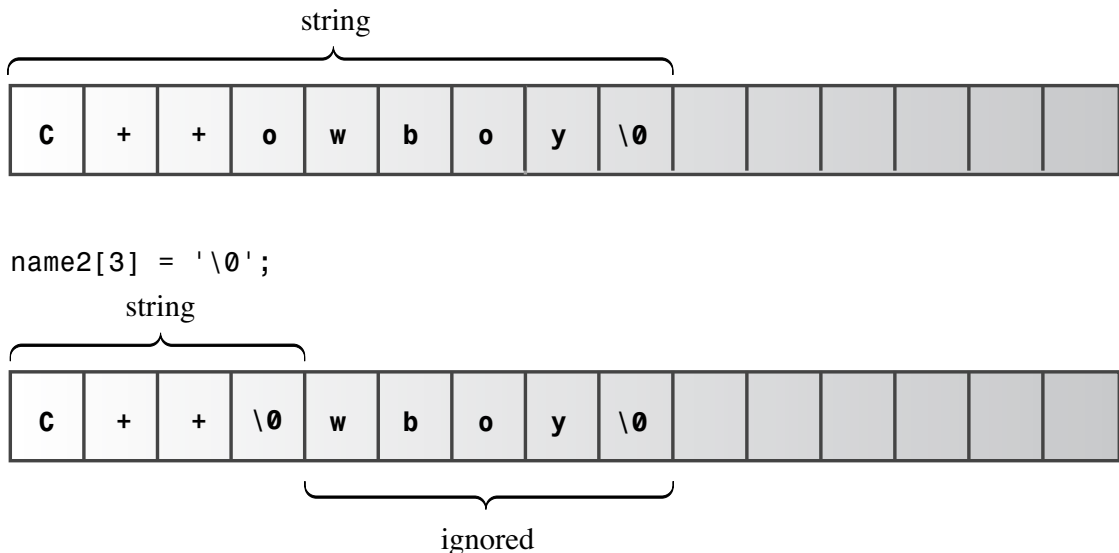 string
C + + o w b o y \0
name2[3] = '\0';
string
C + + \0 w b o y \0
ignored